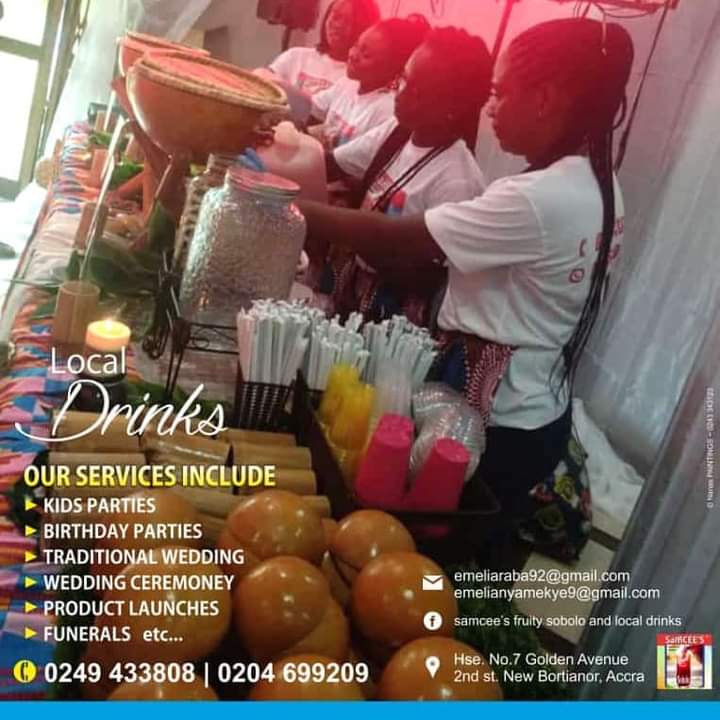 Local
Drinks
OUR SERVICES INCLUDE
KIDS PARTIES
BIRTHDAY PARTIES
TRADITIONAL WEDDING
WEDDING CEREMONEY
PRODUCT LAUNCHES
FUNERALS etc...
0249 433808 | 0204 699209
emeliaraba92@gmail.com
emelianyamekye9@gmail.com
samcee's fruity sobolo and local drinks
Hse. No.7 Golden Avenue
2nd st. New Bortianor, Accra
SamCEE'S